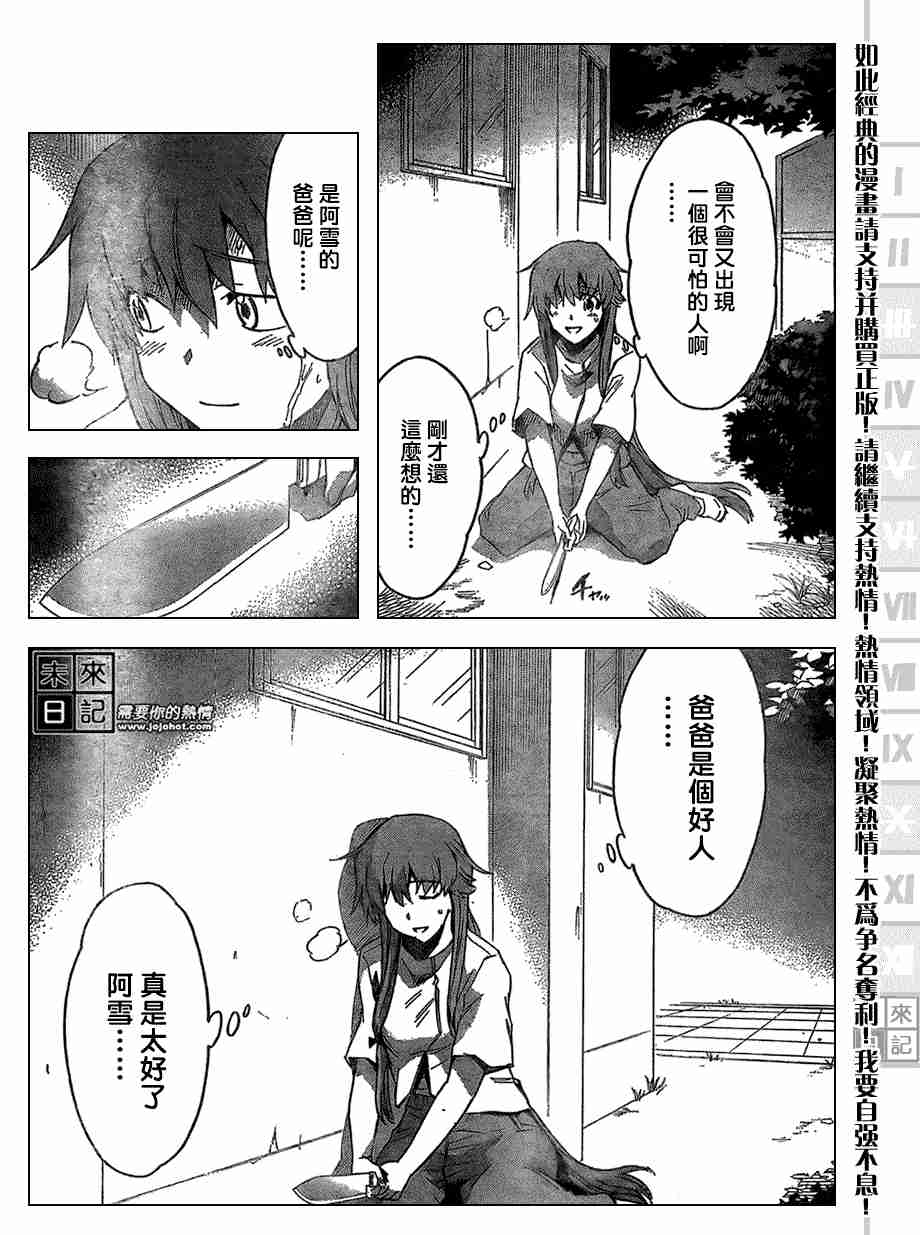 會不會又出現
一個很可怕的人啊
……
剛才還
這麼想的……
是阿雪的
爸爸呢……
チャッ
爸爸是個好人
……
真是太好了
阿雪……
未來
日記
需要你的熱情
www.jojohot.com
如此經典的漫畫請支持并購買正版！請繼續支持熱情！熱情領域！凝聚熱情！不爲争名奪利！我要自强不息！
I
II
III
IV
V
VI
VII
VIII
IX
X
XI
XII
來
記